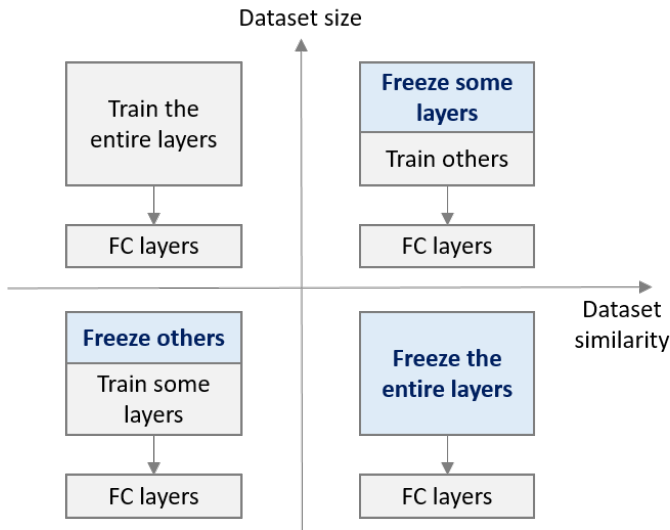 Dataset size
Train the
entire layers
FC layers
Freeze some
layers
Train others
FC layers
Dataset
similarity
Freeze others
Train some
layers
FC layers
Freeze the
entire layers
FC layers